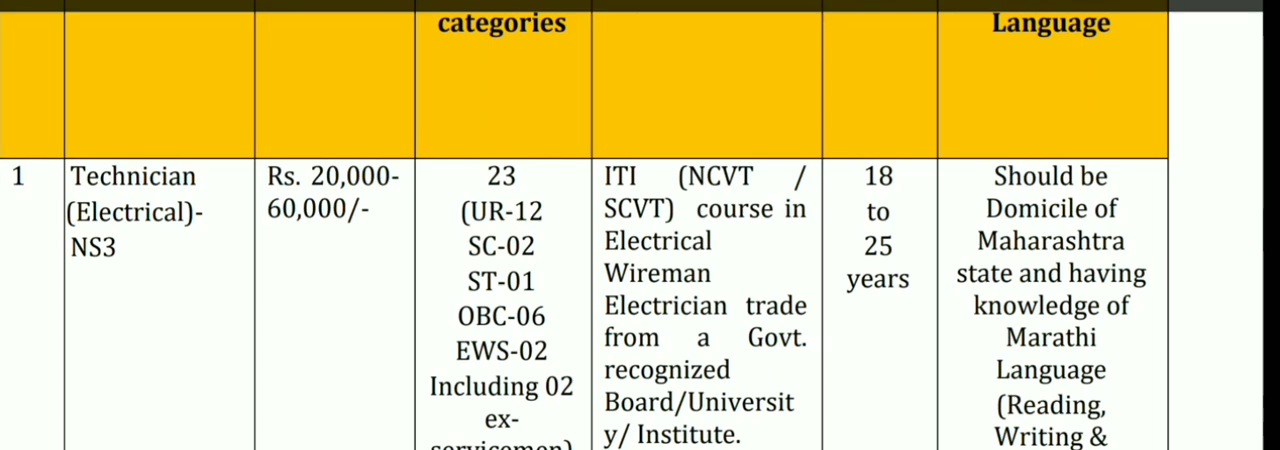 categories
Language
1
Technician
(Electrical)-
NS3
Rs. 20,000-
60,000/-
23
(UR-12
SC-02
ST-01
OBC-06
EWS-02
Including 02
ex-
servicemen)
ITI (NCVT /
SCVT) course in
Electrical
Wireman
Electrician trade
from a Govt.
recognized
Board/Universit
y/ Institute.
18
to
25
years
Should be
Domicile of
Maharashtra
state and having
knowledge of
Marathi
Language
(Reading,
Writing &